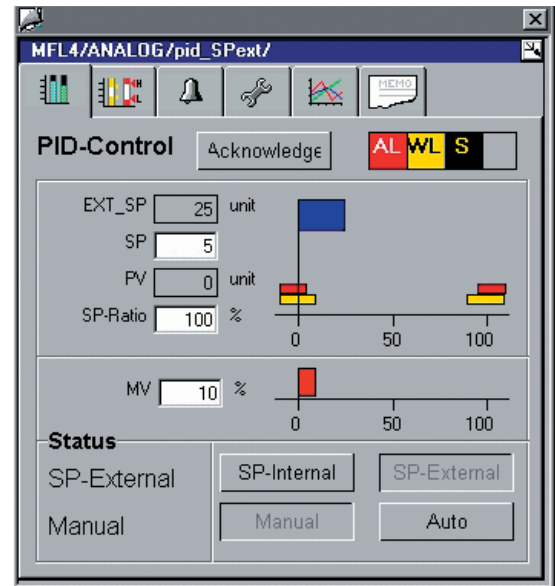 MFL4/ANALOG/pid_SPext/
H
L
MEMO
PID-Control Acknowledge AL WL S
EXT_SP 25 unit
SP 5
PV 0 unit
SP-Ratio 100 %
0 50 100
MV 10 %
0 50 100
Status
SP-External SP-Internal SP-External
Manual Manual Auto